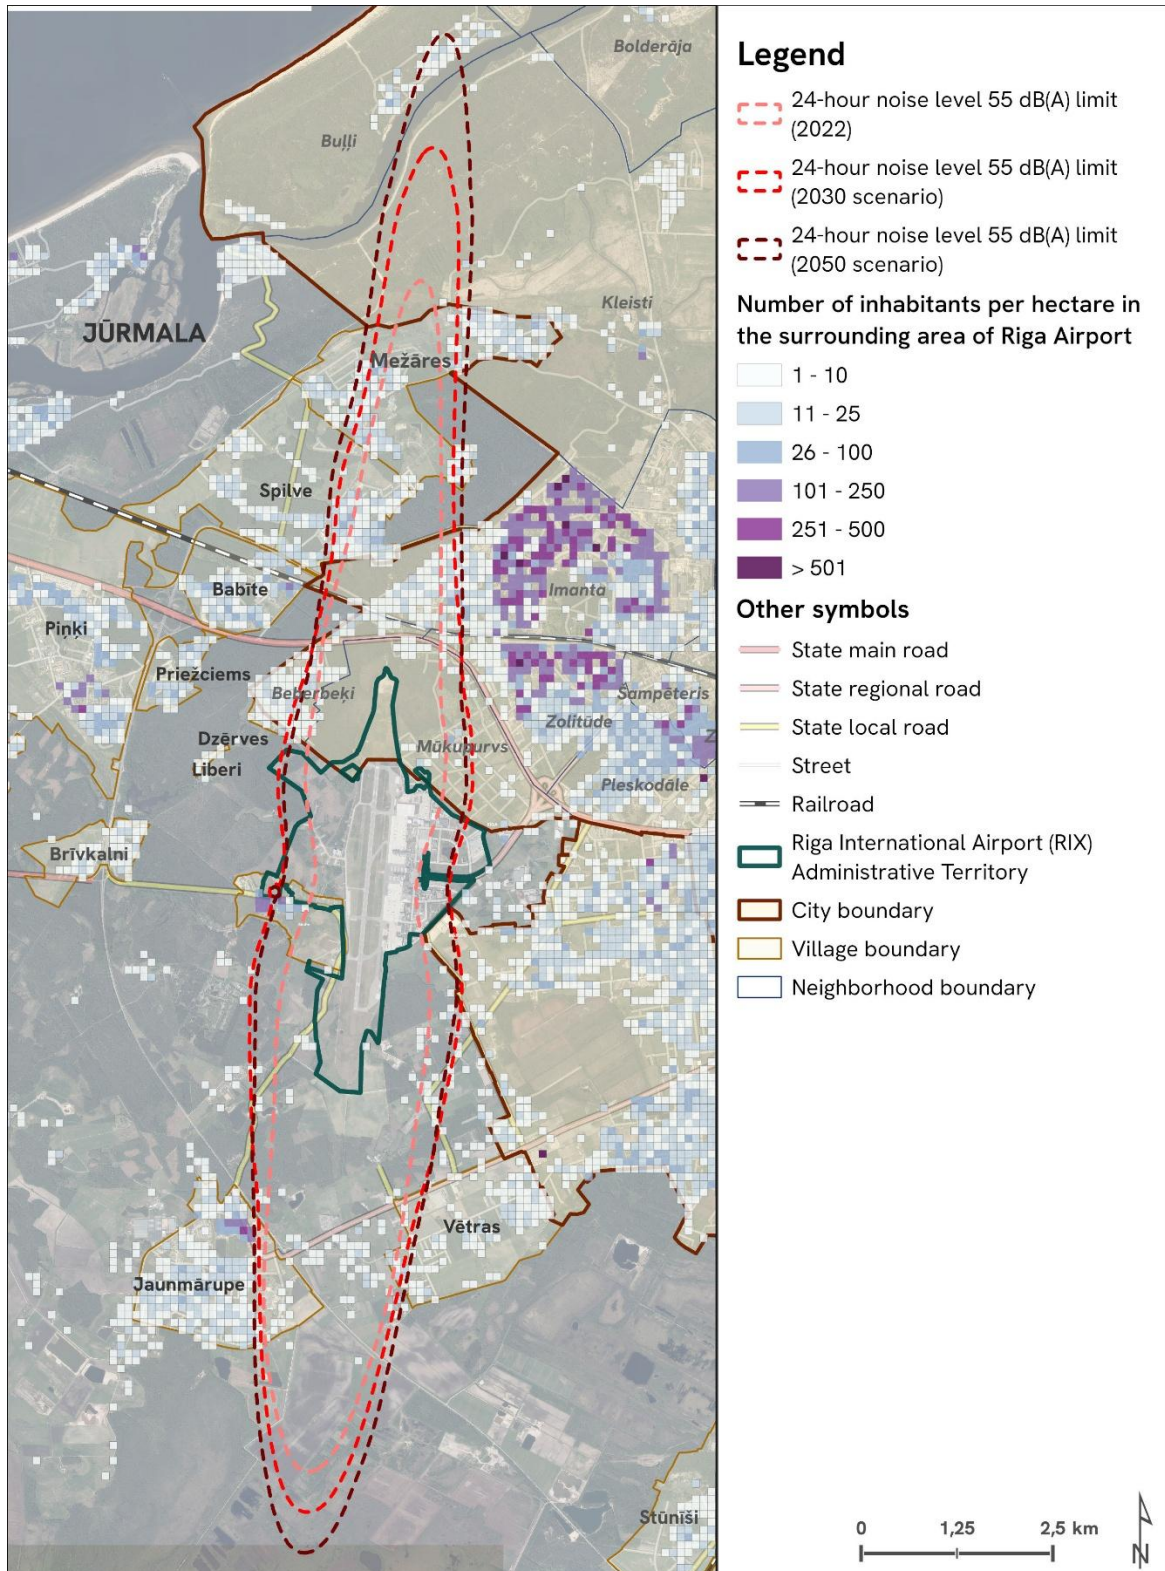 Bolderāja
Buļļi
JŪRMALA
Kleisti
Mežāres
Spilve
Babīte
Imanta
Piņķi
Priežciems
Beberbeķi
Šampēteris
Zolitūde
Dzērves
Mūkupurvs
Z
Liberi
Pleskodāle
Brīvkalni
Vētras
Jaunmārupe
Stūnīši
Legend
24-hour noise level 55 dB(A) limit
(2022)
24-hour noise level 55 dB(A) limit
(2030 scenario)
24-hour noise level 55 dB(A) limit
(2050 scenario)
Number of inhabitants per hectare in
the surrounding area of Riga Airport
1 - 10
11 - 25
26 - 100
101 - 250
251 - 500
> 501
Other symbols
State main road
State regional road
State local road
Street
Railroad
Riga International Airport (RIX)
Administrative Territory
City boundary
Village boundary
Neighborhood boundary
0 1,25 2,5 km
N